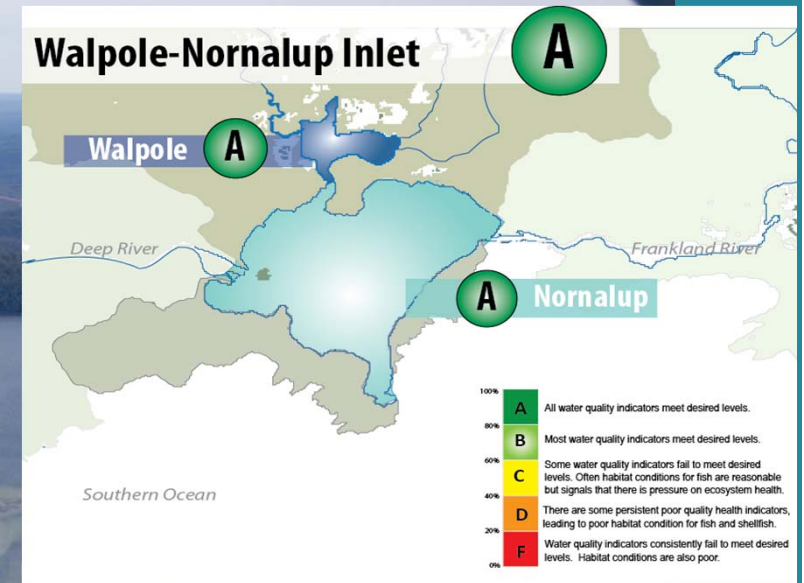 Walpole-Nornalup Inlet
A
Walpole
A
Deep River
Frankland River
A
Nornalup
Southern Ocean
100%
A
All water quality indicators meet desired levels.
80%
B
Most water quality indicators meet desired levels.
60%
C
Some water quality indicators fail to meet desired
levels. Often habitat conditions for fish are reasonable
but signals that there is pressure on ecosystem health.
40%
D
There are some persistent poor quality health indicators,
leading to poor habitat condition for fish and shellfish.
20%
F
Water quality indicators consistently fail to meet desired
levels. Habitat conditions are also poor.
0%